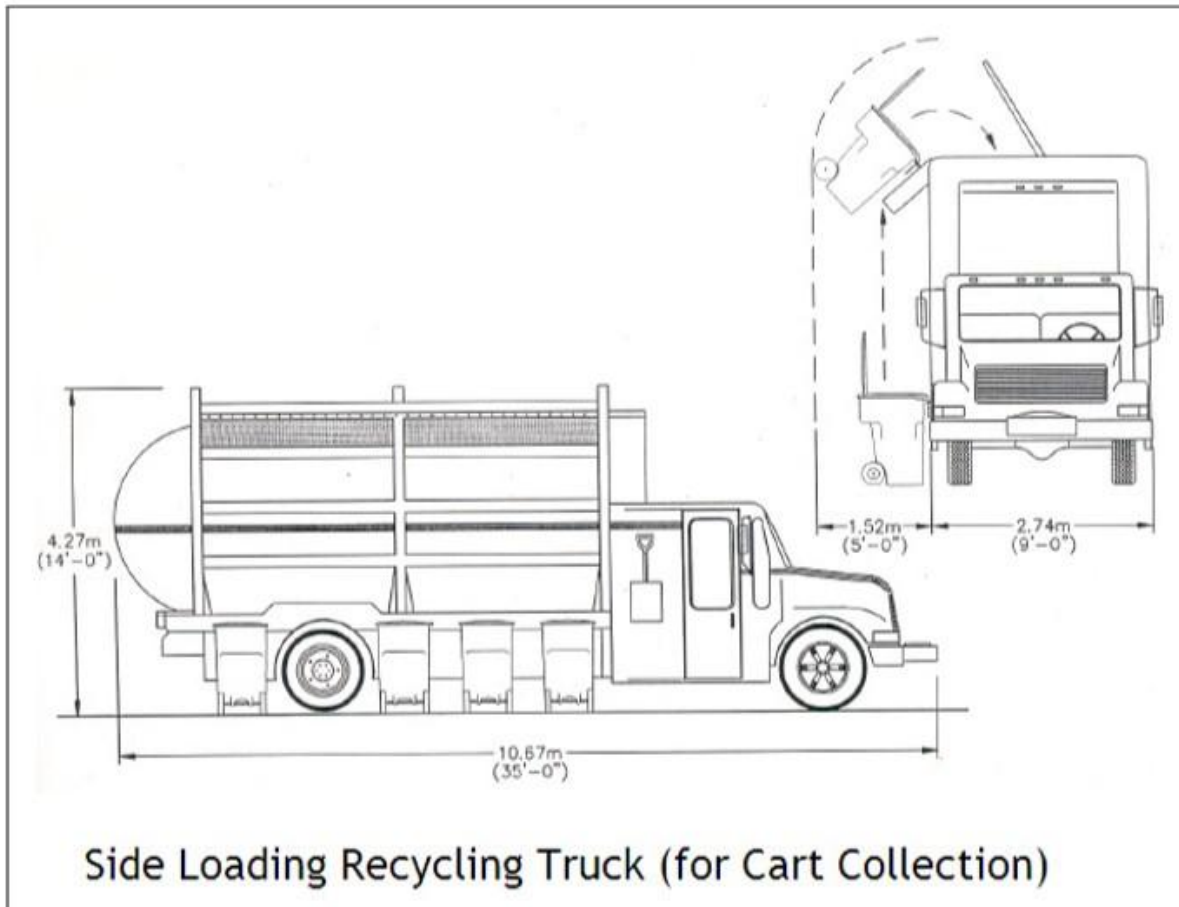 1.52m
(5'-0")
2.74m
(9'-0")
4.27m
(14'-0")
10.67m
(35'-0")
Side Loading Recycling Truck (for Cart Collection)